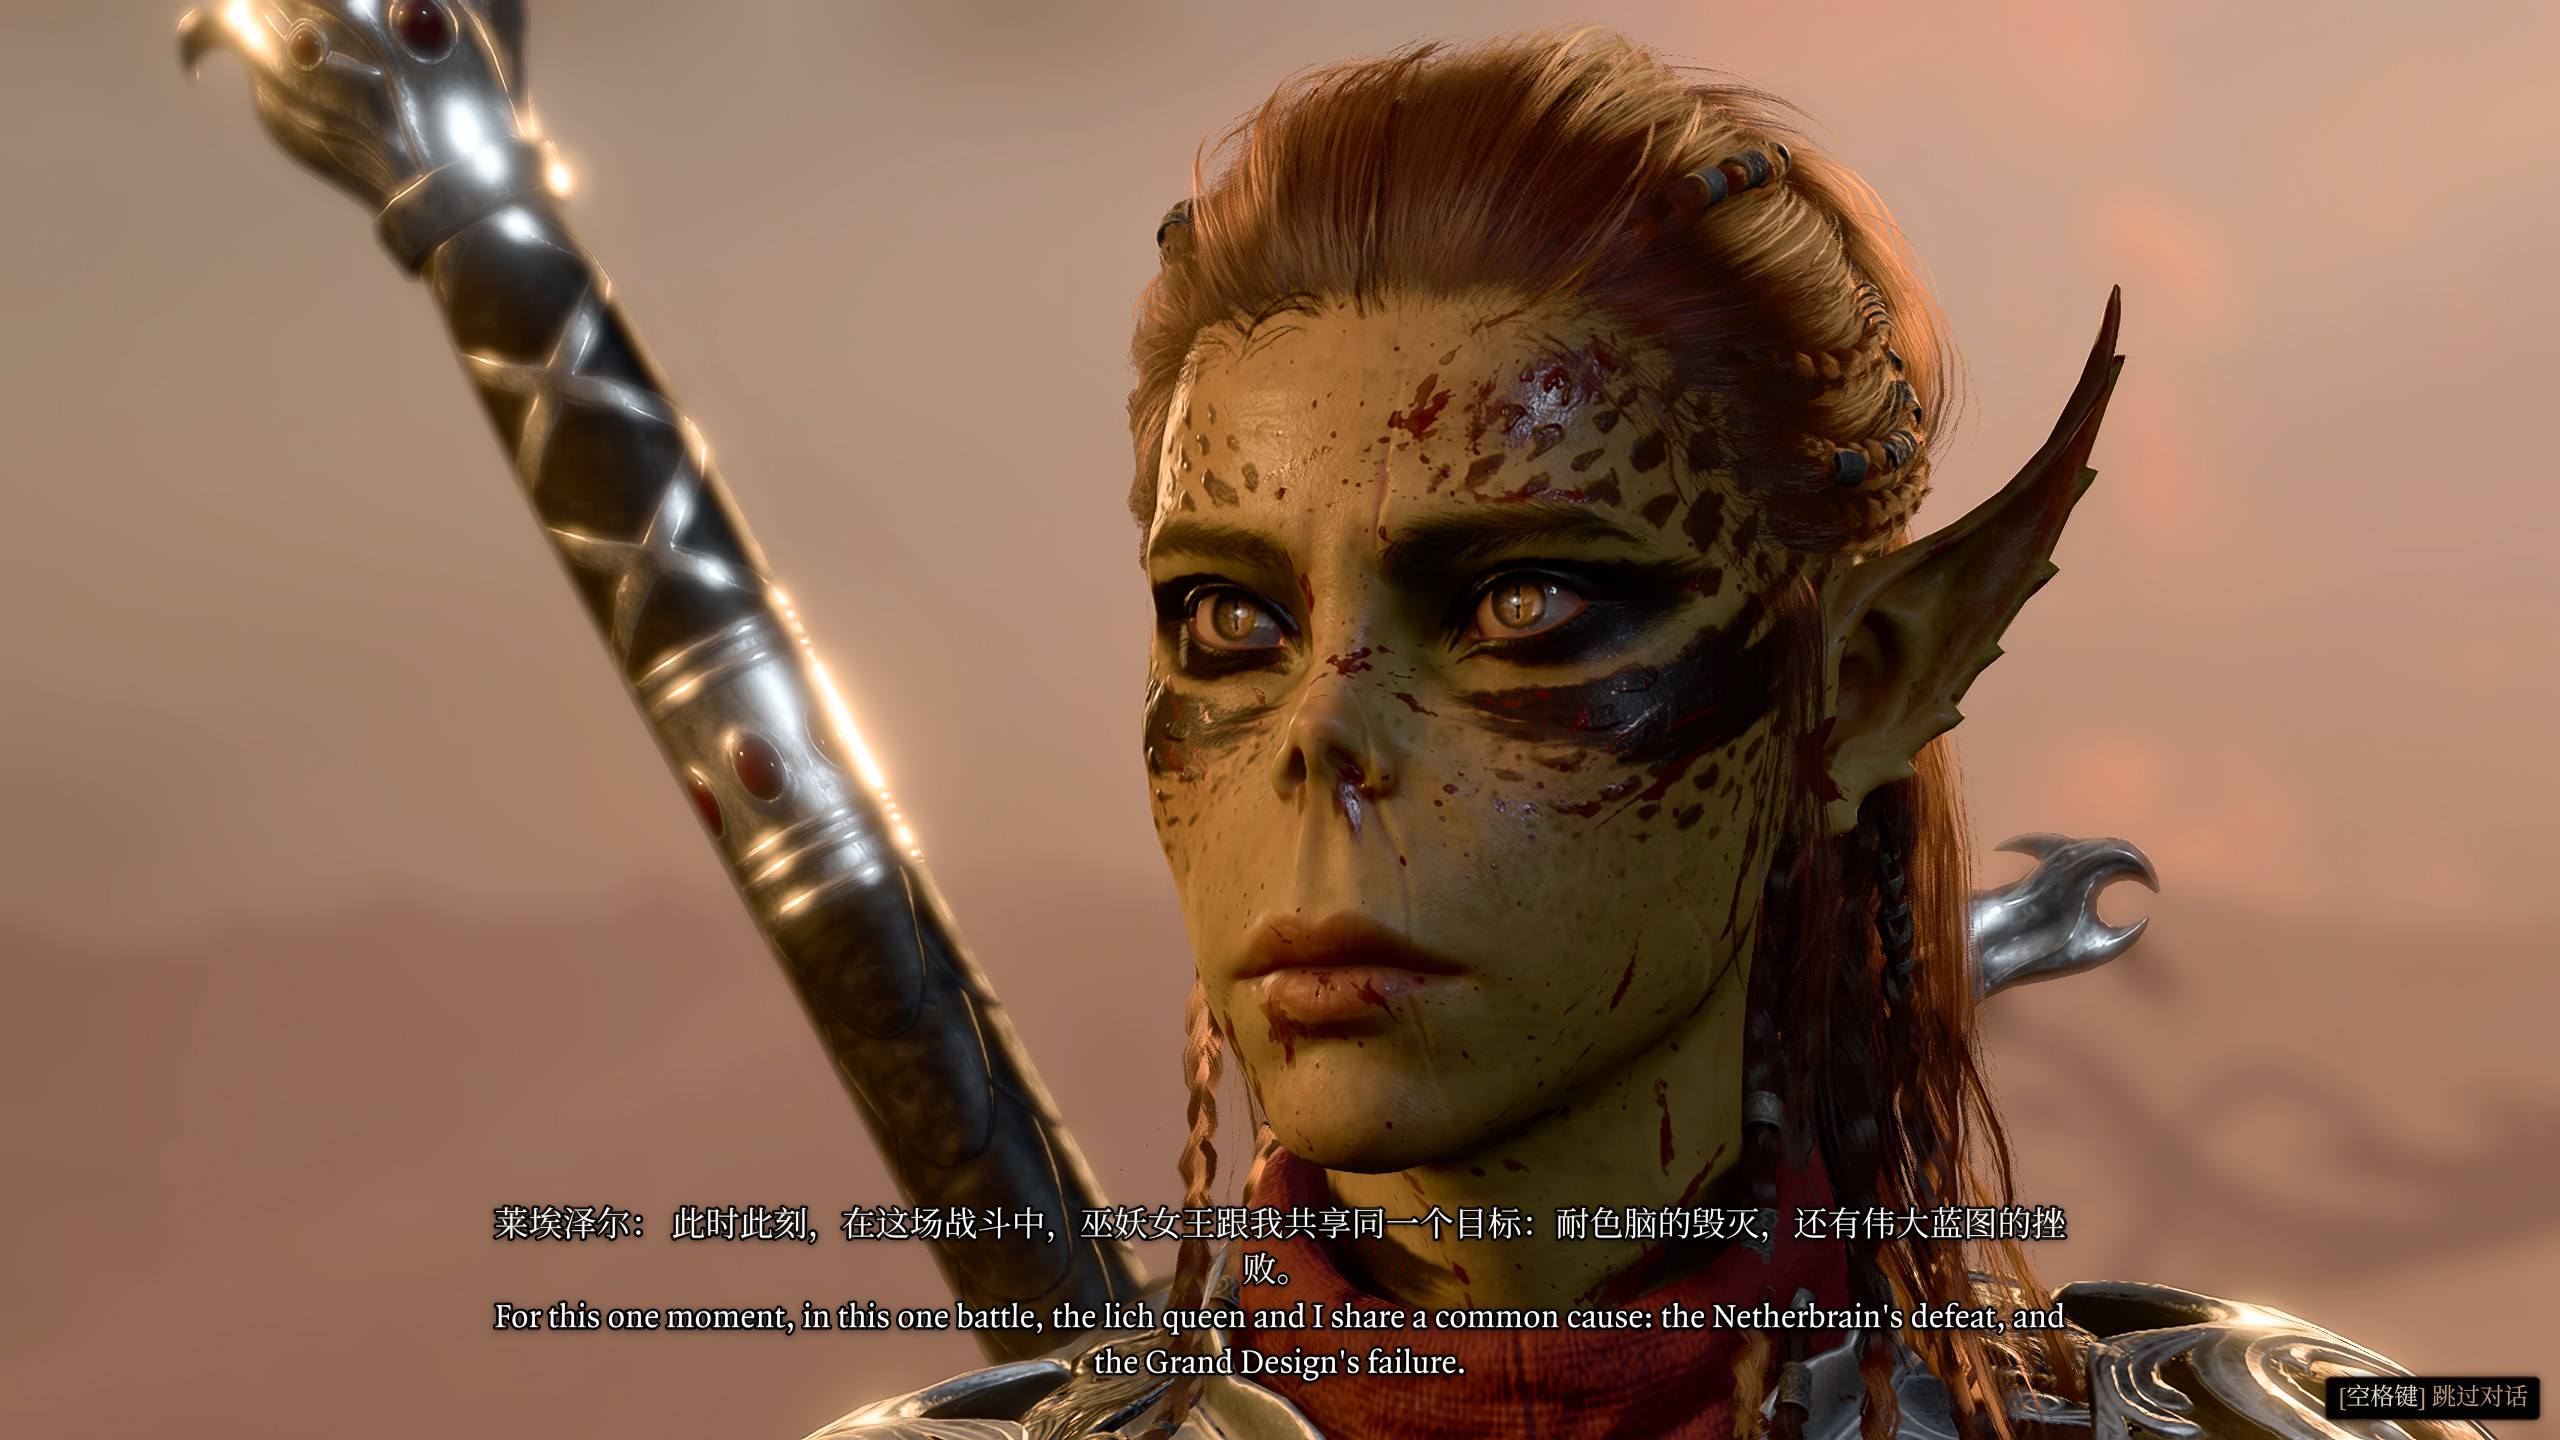 莱埃泽尔： 此时此刻，在这场战斗中，巫妖女王跟我共享同一个目标：耐色脑的毁灭，还有伟大蓝图的挫
败。
For this one moment, in this one battle, the lich queen and I share a common cause: the Netherbrain's defeat, and
the Grand Design's failure.
[空格键] 跳过对话